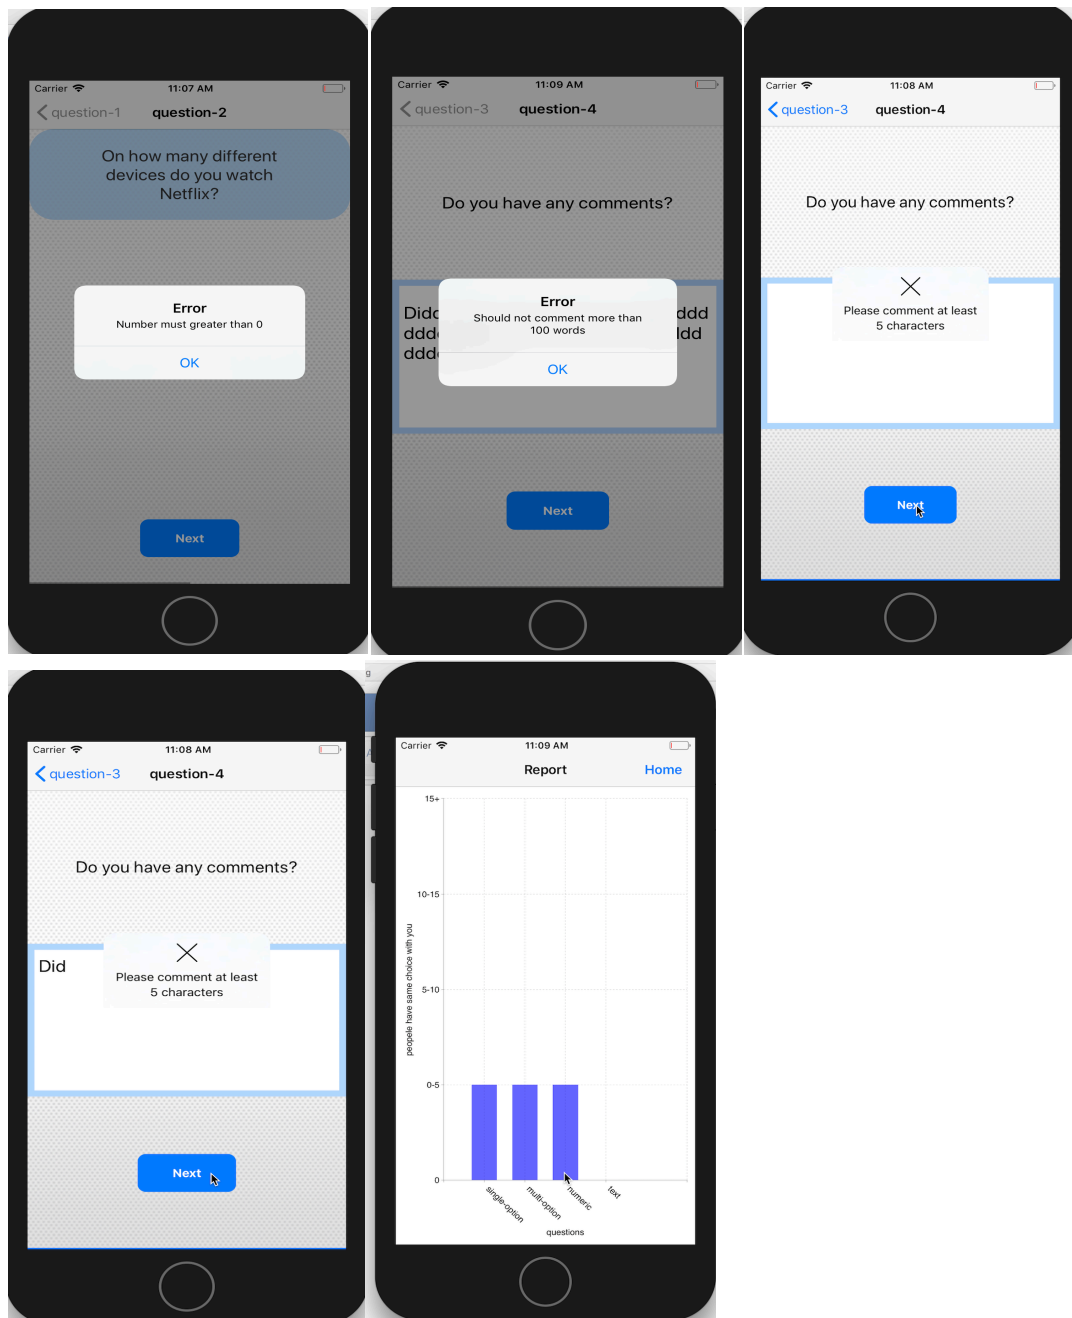 Carrier 11:07 AM
question-1 question-2
On how many different
devices do you watch
Netflix?
Error
Number must greater than 0
OK
Next
Carrier 11:09 AM
question-3 question-4
Do you have any comments?
Error
Should not comment more than
100 words
OK
Next
Carrier 11:08 AM
question-3 question-4
Do you have any comments?
Please comment at least
5 characters
Next
Carrier 11:08 AM
question-3 question-4
Do you have any comments?
Did
Please comment at least
5 characters
Next
g
Carrier 11:09 AM
Report Home
15+
10-15
5-10
0-5
0
peopele have same choice with you
single-option
multi-option
numeric
text
questions